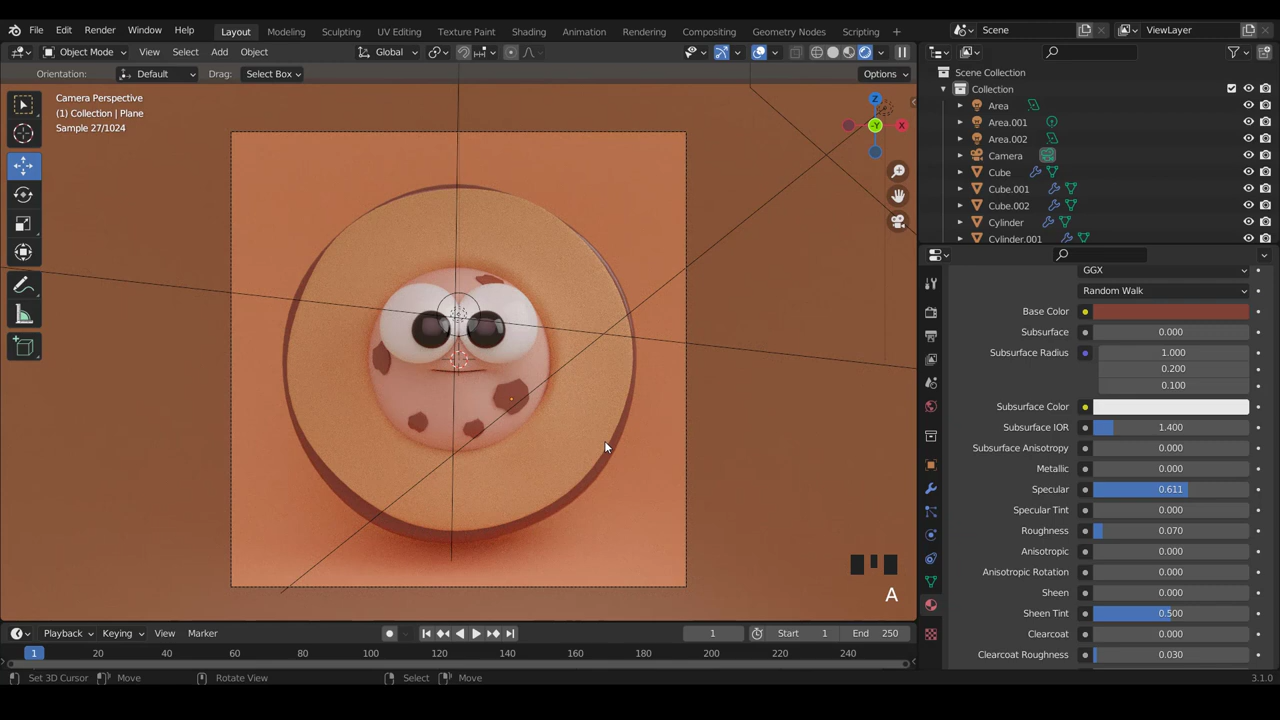 File Edit Render Window Help Layout Modeling Sculpting UV Editing Texture Paint Shading Animation Rendering Compositing Geometry Nodes Scripting Scene ViewLayer
Object Mode View Select Add Object Global
Orientation: Default Drag: Select Box Options
Camera Perspective
(1) Collection | Plane
Sample 27/1024
Z
-Y
X
Scene Collection
Collection
Area
Area.001
Area.002
Camera
Cube
Cube.001
Cube.002
Cylinder
Cylinder.001
GGX
Random Walk
Base Color
Subsurface 0.000
Subsurface Radius 1.000
0.200
0.100
Subsurface Color
Subsurface IOR 1.400
Subsurface Anisotropy 0.000
Metallic 0.000
Specular 0.611
Specular Tint 0.000
Roughness 0.070
Anisotropic 0.000
Anisotropic Rotation 0.000
Sheen 0.000
Sheen Tint 0.500
Clearcoat 0.000
Clearcoat Roughness 0.030
A
Playback Keying View Marker 1 Start 1 End 250
1 20 40 60 80 100 120 140 160 180 200 220 240
Set 3D Cursor Move Rotate View Select Move 3.1.0